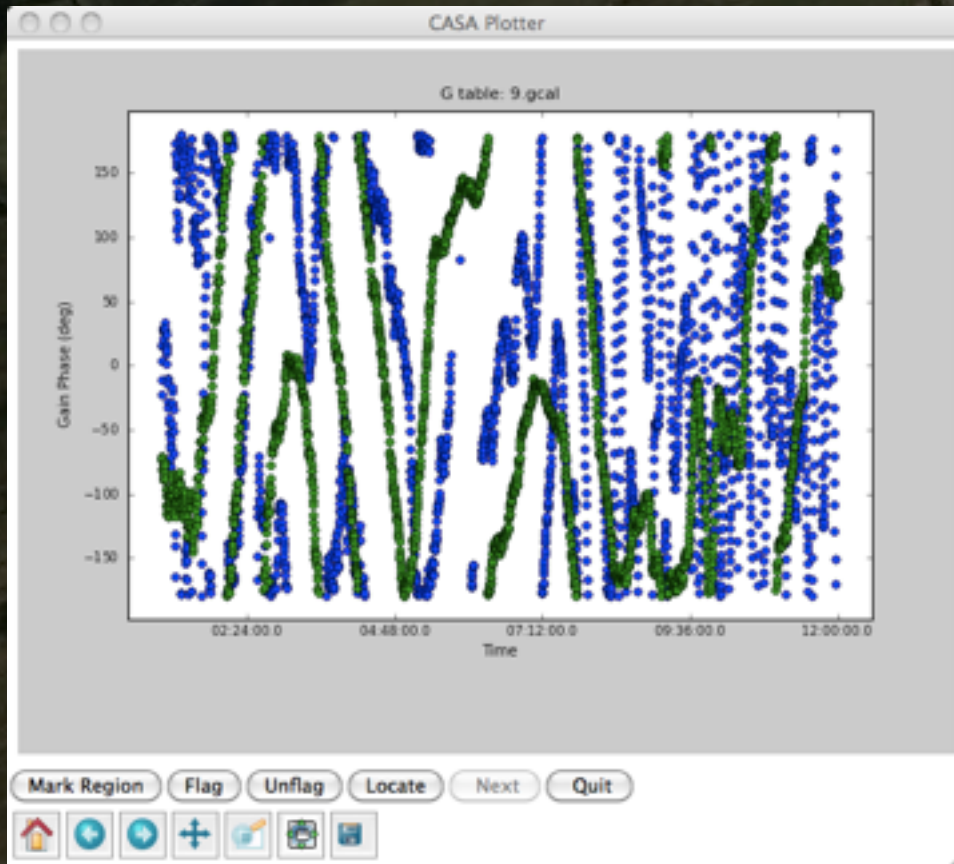 CASA Plotter
G table: 9.gcal
150
100
50
0
−50
−100
−150
Gain Phase (deg)
02:24:00.0 04:48:00.0 07:12:00.0 09:36:00.0 12:00:00.0
Time
Mark Region Flag Unflag Locate Next Quit